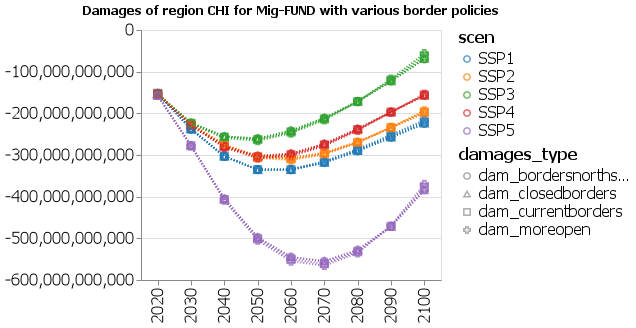 Damages of region CHI for Mig-FUND with various border policies
0
-100,000,000,000
-200,000,000,000
-300,000,000,000
-400,000,000,000
-500,000,000,000
-600,000,000,000
2020
2030
2040
2050
2060
2070
2080
2090
2100
scen
SSP1
SSP2
SSP3
SSP4
SSP5
damages_type
dam_bordersnorths...
dam_closedborders
dam_currentborders
dam_moreopen